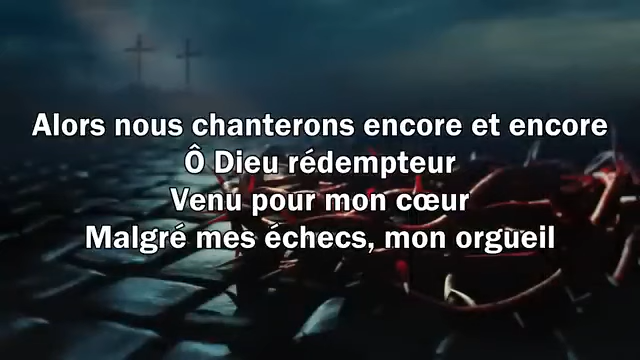 Alors nous chanterons encore et encore
Ô Dieu rédempteur
Venu pour mon cœur
Malgré mes échecs, mon orgueil